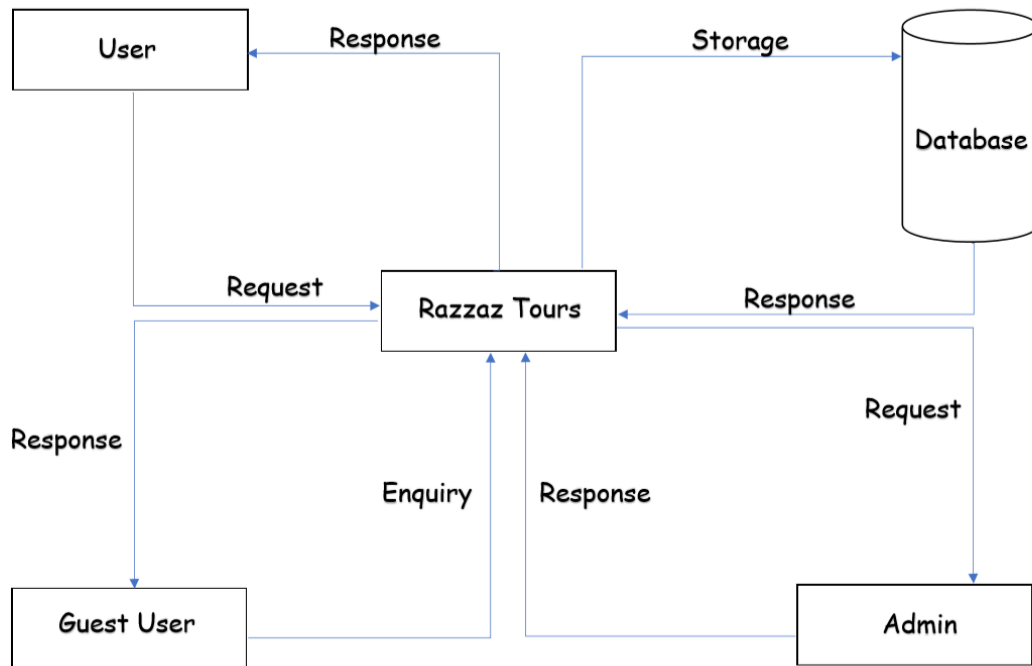 User
Response
Storage
Database
Request
Razzaz Tours
Response
Request
Response
Enquiry
Response
Guest User
Admin